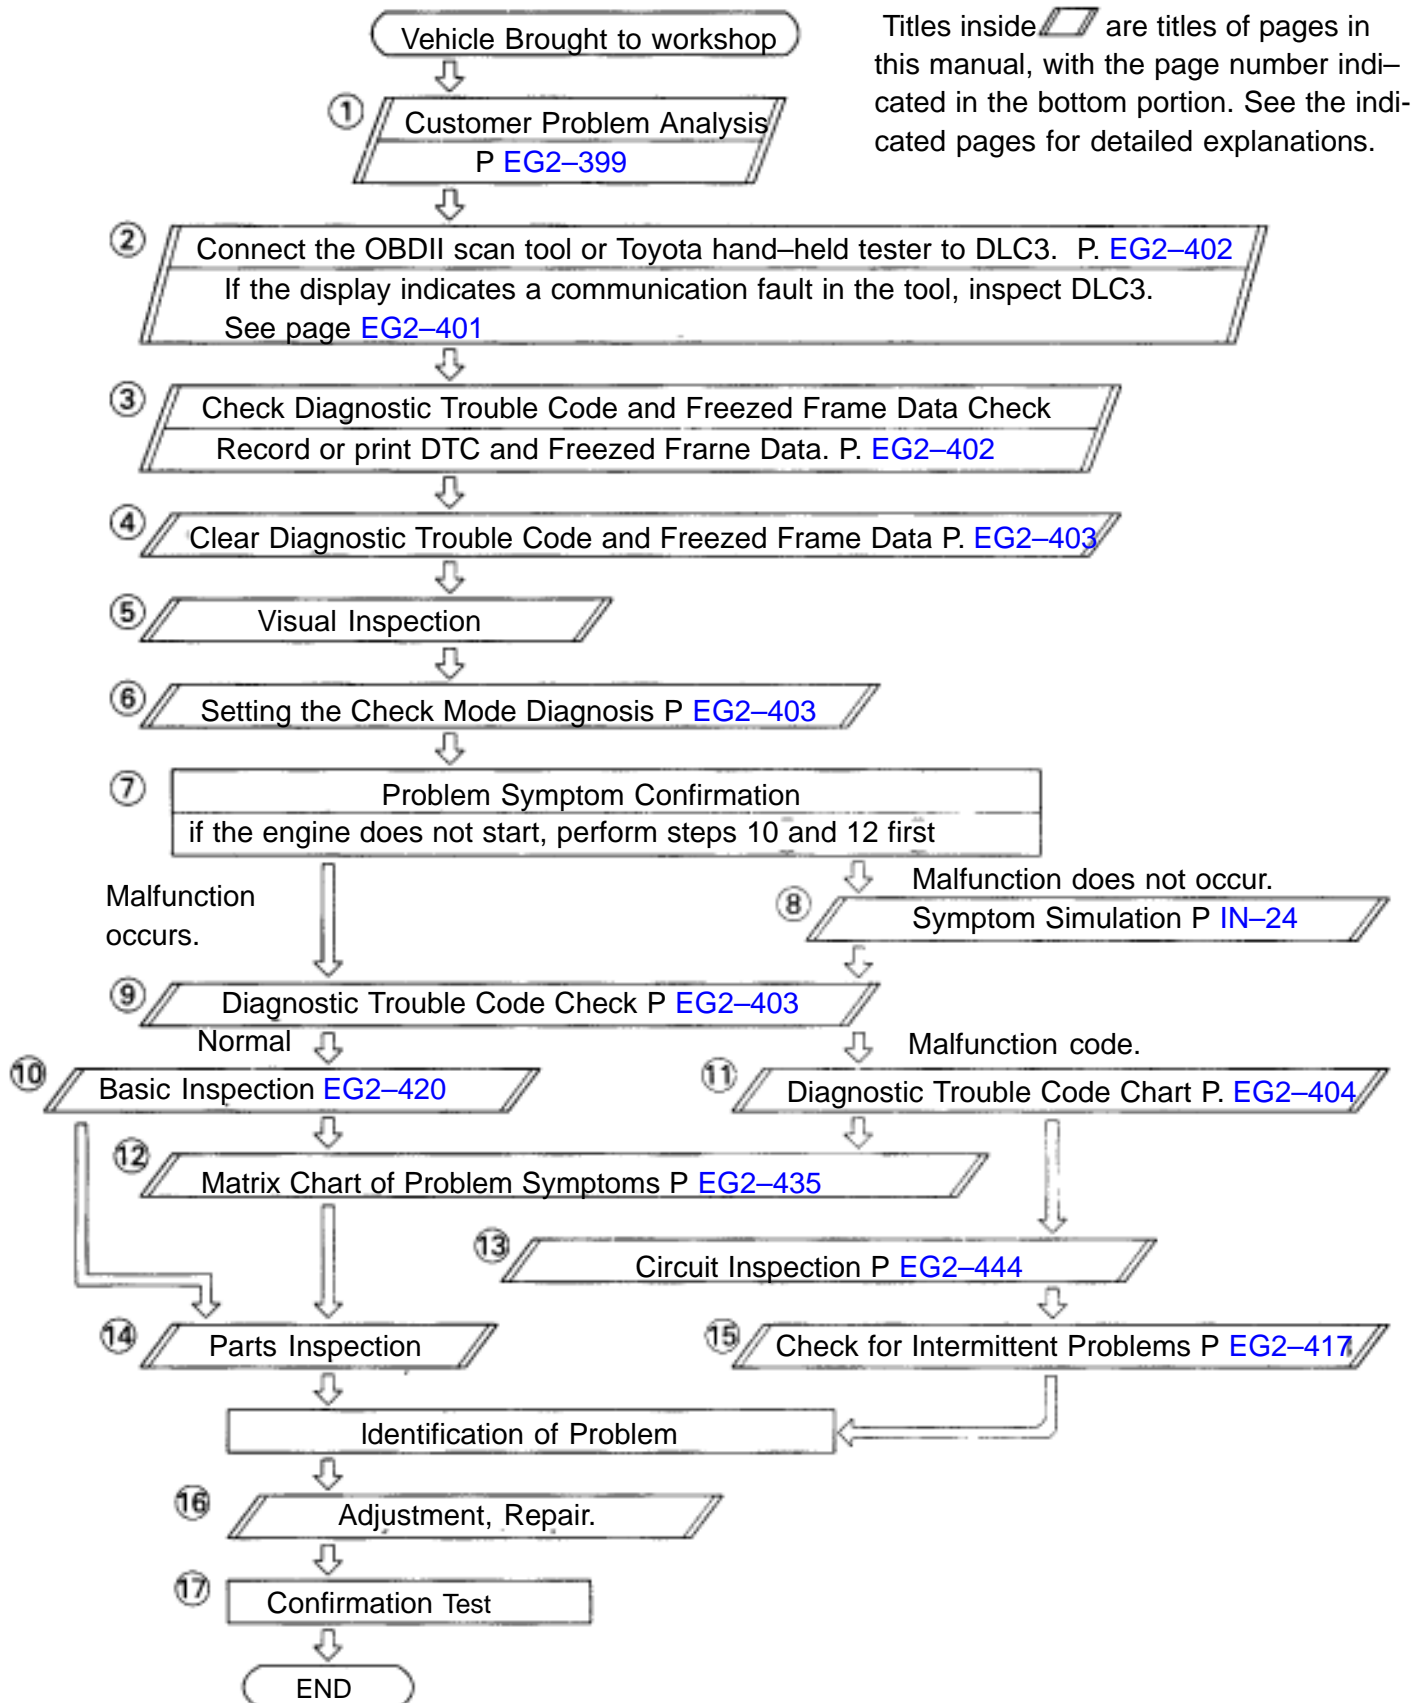 Vehicle Brought to workshop
Titles inside are titles of pages in
this manual, with the page number indi–
cated in the bottom portion. See the indi-
cated pages for detailed explanations.
1
Customer Problem Analysis
P EG2–399
2
Connect the OBDII scan tool or Toyota hand–held tester to DLC3. P. EG2–402
If the display indicates a communication fault in the tool, inspect DLC3.
See page EG2–401
3
Check Diagnostic Trouble Code and Freezed Frame Data Check
Record or print DTC and Freezed Frarne Data. P. EG2–402
4
Clear Diagnostic Trouble Code and Freezed Frame Data P. EG2–403
5
Visual Inspection
6
Setting the Check Mode Diagnosis P EG2–403
7
Problem Symptom Confirmation
if the engine does not start, perform steps 10 and 12 first
Malfunction
occurs.
Malfunction does not occur.
8
Symptom Simulation P IN–24
9
Diagnostic Trouble Code Check P EG2–403
Normal
Malfunction code.
10
Basic Inspection EG2–420
11
Diagnostic Trouble Code Chart P. EG2–404
12
Matrix Chart of Problem Symptoms P EG2–435
13
Circuit Inspection P EG2–444
14
Parts Inspection
15
Check for Intermittent Problems P EG2–417
Identification of Problem
16
Adjustment, Repair.
17
Confirmation Test
END